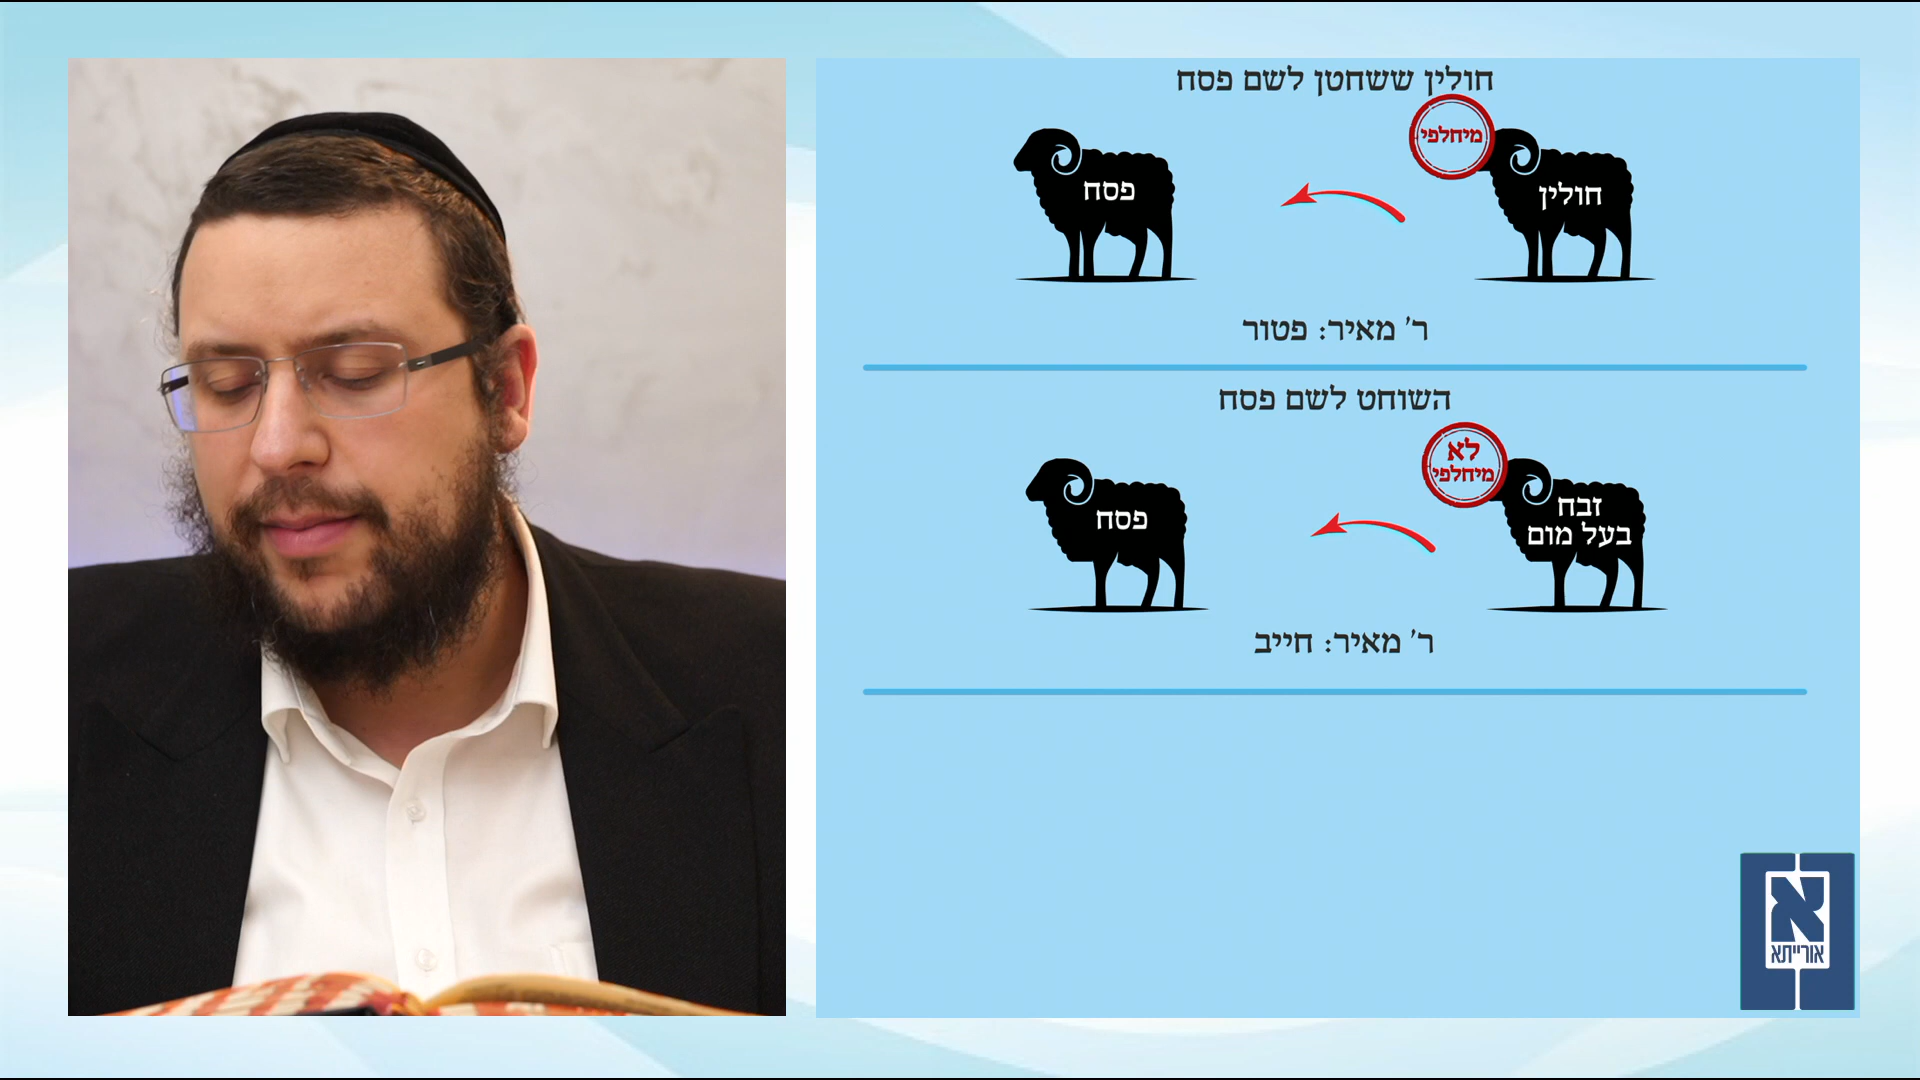 חולין ששחטן לשם פסח
מיחלפי
חולין
פסח
ר' מאיר: פטור
השוחט לשם פסח
לא
מיחלפי
זבח
בעל מום
פסח
ר' מאיר: חייב
א
אורייתא